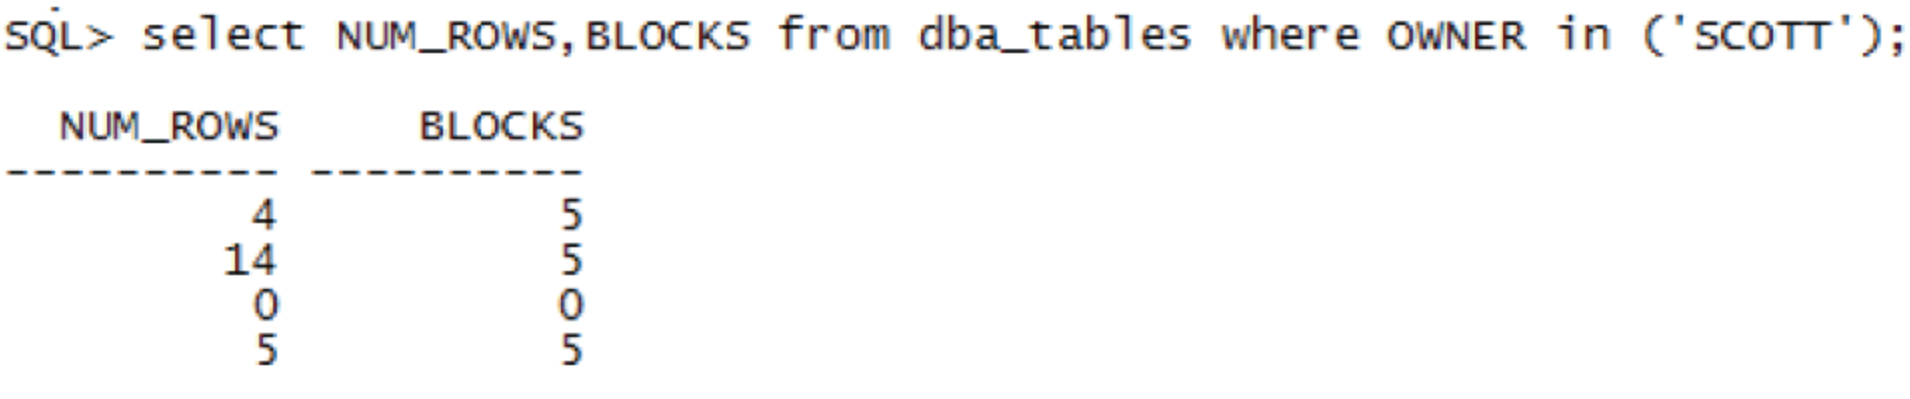 SQL> select NUM_ROWS,BLOCKS from dba_tables where OWNER in ('SCOTT');
  NUM_ROWS     BLOCKS
---------- ----------
         4          5
        14          5
         0          0
         5          5